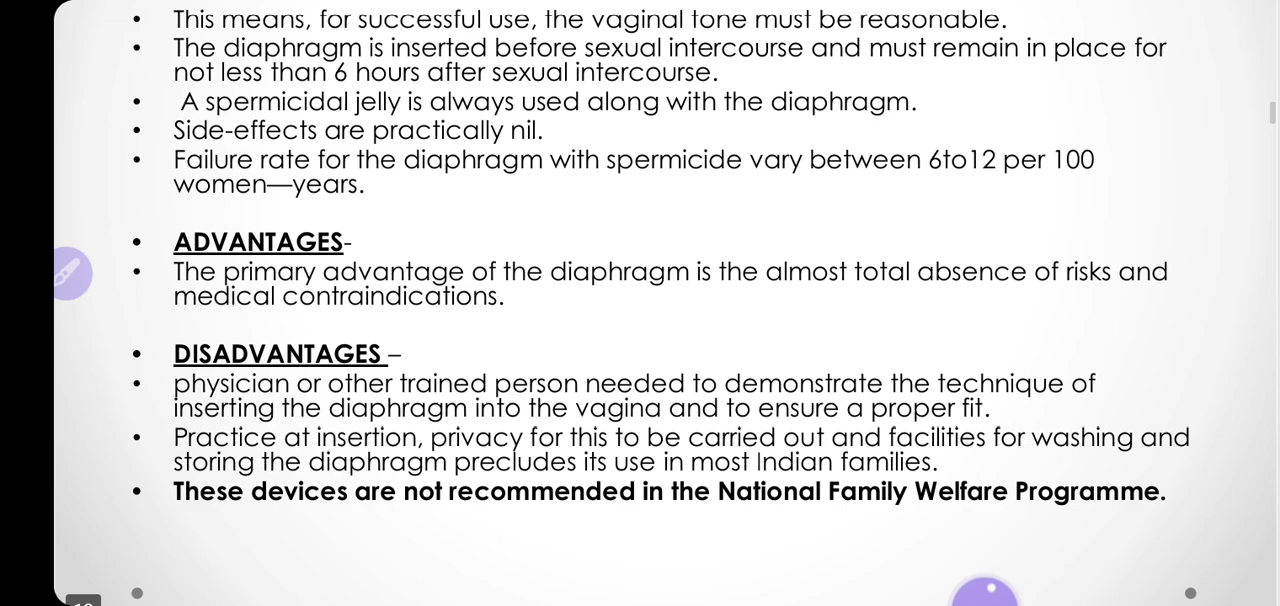 • This means, for successful use, the vaginal tone must be reasonable.
• The diaphragm is inserted before sexual intercourse and must remain in place for
not less than 6 hours after sexual intercourse.
• A spermicidal jelly is always used along with the diaphragm.
• Side-effects are practically nil.
• Failure rate for the diaphragm with spermicide vary between 6to12 per 100
women—years.
• ADVANTAGES-
• The primary advantage of the diaphragm is the almost total absence of risks and
medical contraindications.
• DISADVANTAGES –
• physician or other trained person needed to demonstrate the technique of
inserting the diaphragm into the vagina and to ensure a proper fit.
• Practice at insertion, privacy for this to be carried out and facilities for washing and
storing the diaphragm precludes its use in most Indian families.
• These devices are not recommended in the National Family Welfare Programme.